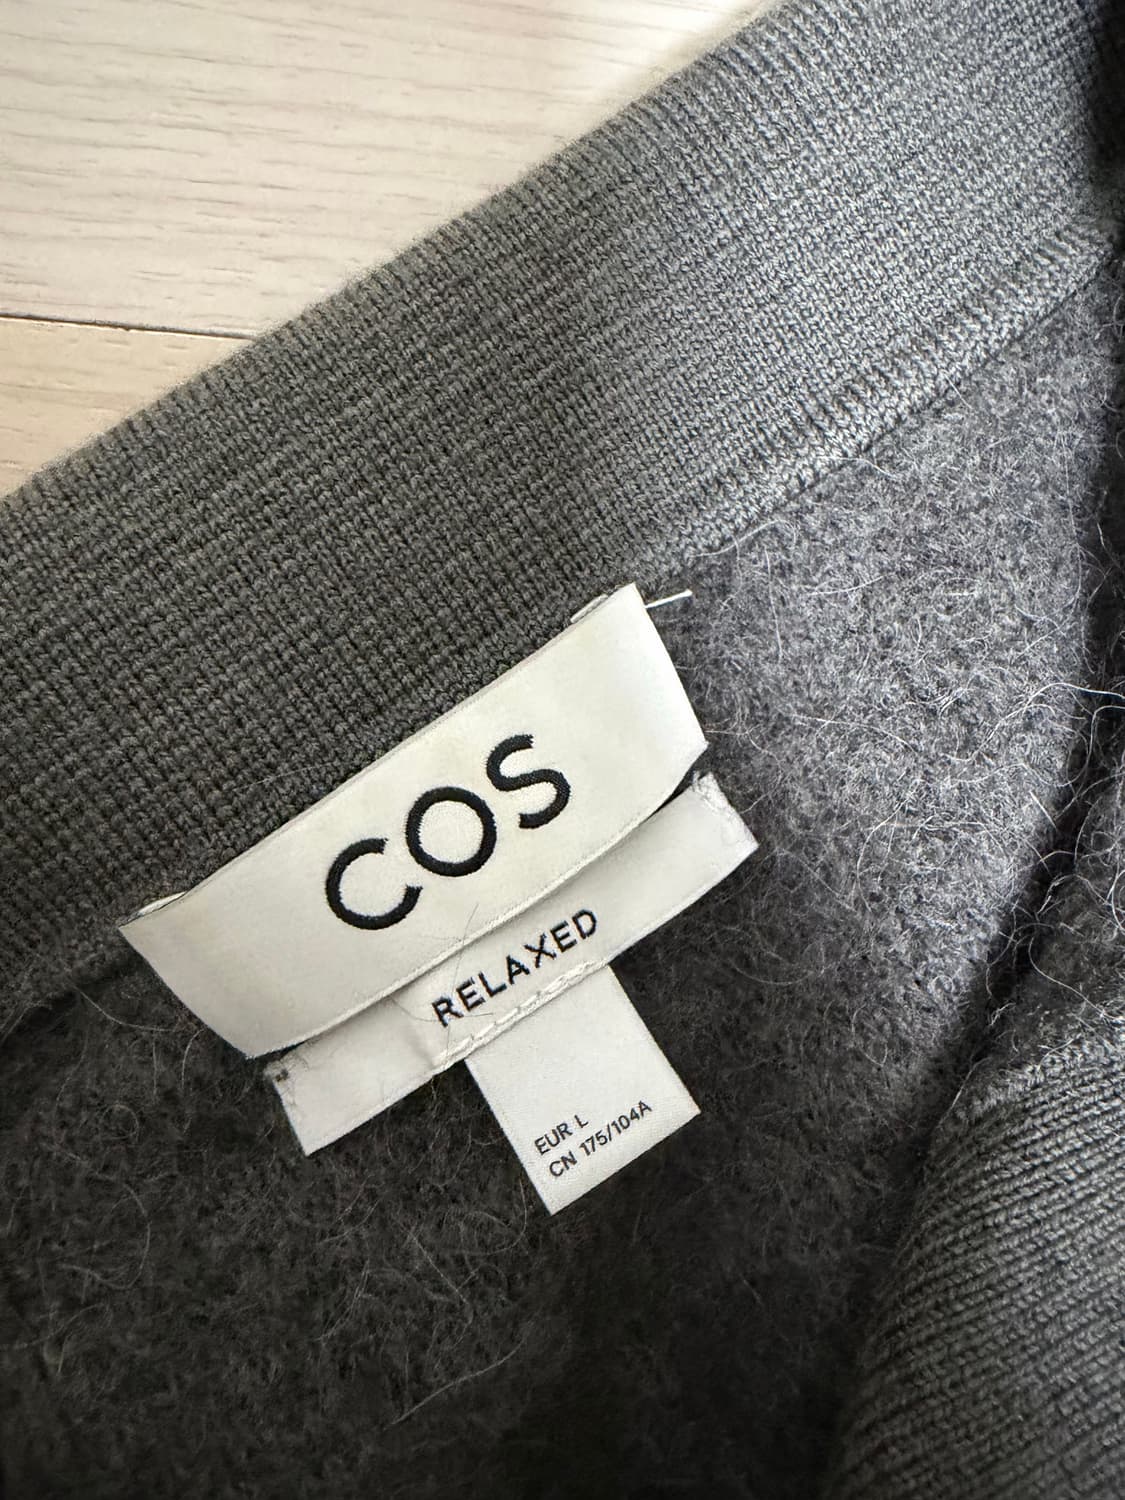 COS
RELAXED
EUR L
CN 175/104A